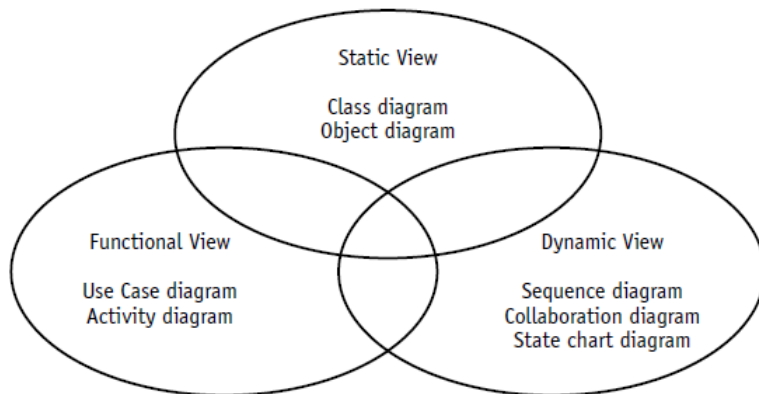 Static View
Class diagram
Object diagram
Functional View
Use Case diagram
Activity diagram
Dynamic View
Sequence diagram
Collaboration diagram
State chart diagram